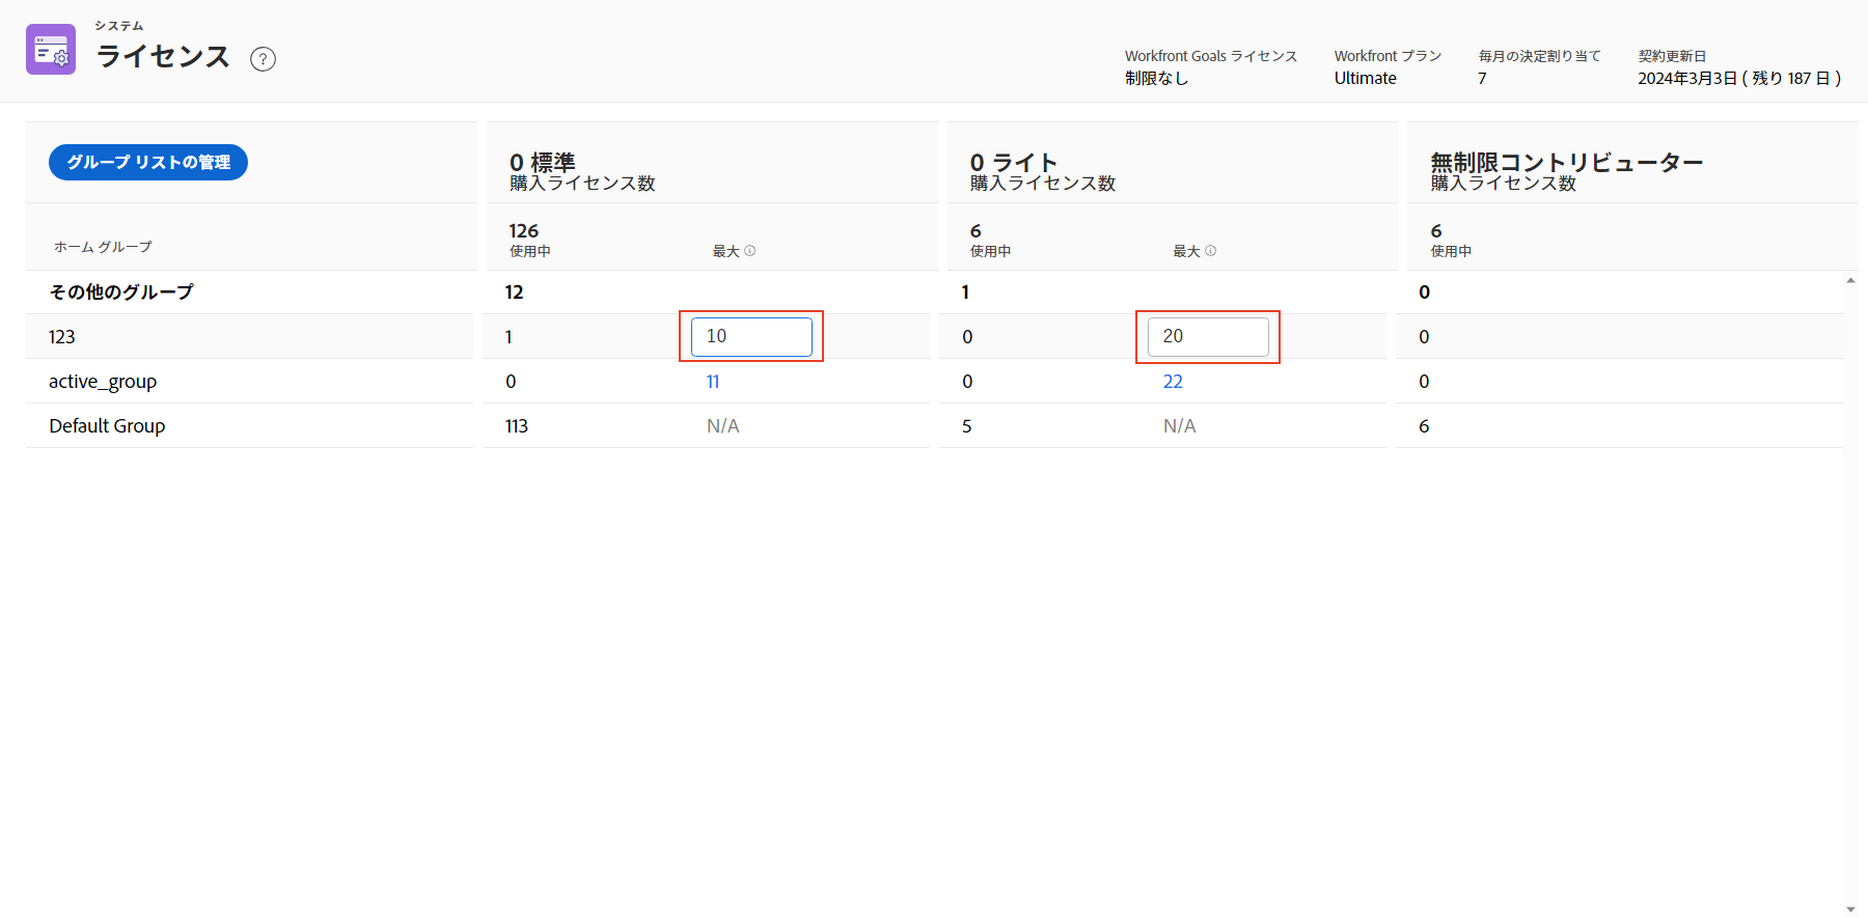 システム
ライセンス
?
Workfront Goals ライセンス
制限なし
Workfront プラン
Ultimate
毎月の決定割り当て
7
契約更新日
2024年3月3日 ( 残り 187 日 )
グループ リストの管理
0 標準
購入ライセンス数
0 ライト
購入ライセンス数
無制限コントリビューター
購入ライセンス数
ホーム グループ
126
使用中
最大
6
使用中
最大
6
使用中
その他のグループ 12 1 0
123 1 10 0 20 0
active_group 0 11 0 22 0
Default Group 113 N/A 5 N/A 6